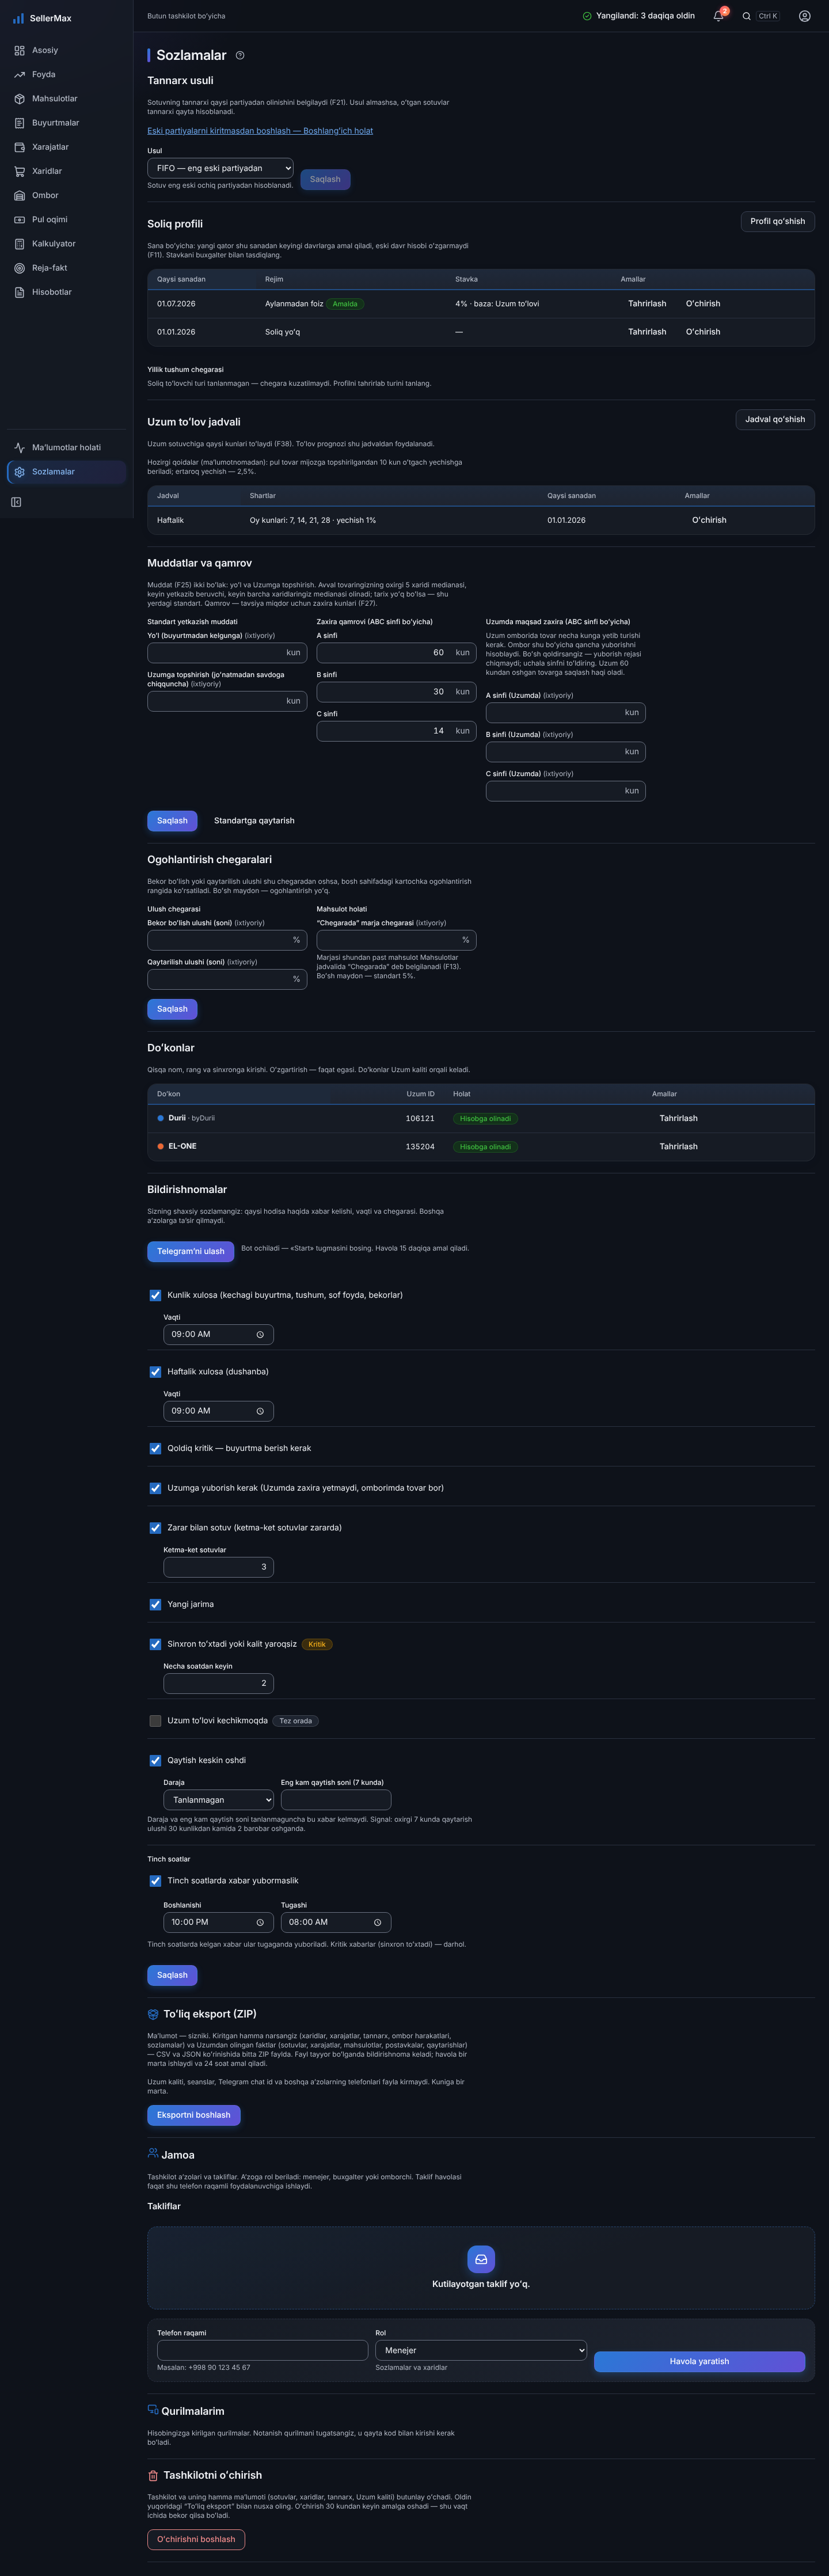 SellerMax
Butun tashkilot bo'yicha
Yangilandi: 3 daqiqa oldin
2
Ctrl K
Asosiy
Foyda
Mahsulotlar
Buyurtmalar
Xarajatlar
Xaridlar
Ombor
Pul oqimi
Kalkulyator
Reja-fakt
Hisobotlar
Ma'lumotlar holati
Sozlamalar
Sozlamalar
Tannarx usuli
Sotuvning tannarxi qaysi partiyadan olinishini belgilaydi (F21). Usul almashsa, o'tgan sotuvlar
tannarxi qayta hisoblanadi.
Eski partiyalarni kiritmasdan boshlash — Boshlang'ich holat
Usul
FIFO — eng eski partiyadan
Saqlash
Sotuv eng eski ochiq partiyadan hisoblanadi.
Soliq profili
Profil qo'shish
Sana bo'yicha: yangi qator shu sanadan keyingi davrlarga amal qiladi, eski davr hisobi o'zgarmaydi
(F11). Stavkani buxgalter bilan tasdiqlang.
Qaysi sanadan Rejim Stavka Amallar
01.07.2026 Aylanmadan foiz Amalda 4% · baza: Uzum to'lovi Tahrirlash O'chirish
01.01.2026 Soliq yo'q — Tahrirlash O'chirish
Yillik tushum chegarasi
Soliq to'lovchi turi tanlanmagan — chegara kuzatilmaydi. Profilni tahrirlab turini tanlang.
Uzum to'lov jadvali
Jadval qo'shish
Uzum sotuvchiga qaysi kunlari to'laydi (F38). To'lov prognozi shu jadvaldan foydalanadi.
Hozirgi qoidalar (ma'lumotnomada): pul tovar mijozga topshirilgandan 10 kun o'tgach yechishga
beriladi; ertaroq yechish — 2,5%.
Jadval Shartlar Qaysi sanadan Amallar
Haftalik Oy kunlari: 7, 14, 21, 28 · yechish 1% 01.01.2026 O'chirish
Muddatlar va qamrov
Muddat (F25) ikki bo'lak: yo'l va Uzumga topshirish. Avval tovaringizning oxirgi 5 xaridi medianasi,
keyin yetkazib beruvchi, keyin barcha xaridlaringiz medianasi olinadi; tarix yo'q bo'lsa — shu
yerdagi standart. Qamrov — tavsiya miqdor uchun zaxira kunlari (F27).
Standart yetkazish muddati
Yo'l (buyurtmadan kelgunga) (ixtiyoriy)
kun
Uzumga topshirish (jo'natmadan savdoga
chiqquncha) (ixtiyoriy)
kun
Zaxira qamrovi (ABC sinfi bo'yicha)
A sinfi
60 kun
B sinfi
30 kun
C sinfi
14 kun
Uzumda maqsad zaxira (ABC sinfi bo'yicha)
Uzum omborida tovar necha kunga yetib turishi
kerak. Ombor shu bo'yicha qancha yuborishni
hisoblaydi. Bo'sh qoldirsangiz — yuborish rejasi
chiqmaydi; uchala sinfni to'ldiring. Uzum 60
kundan oshgan tovarga saqlash haqi oladi.
A sinfi (Uzumda) (ixtiyoriy)
kun
B sinfi (Uzumda) (ixtiyoriy)
kun
C sinfi (Uzumda) (ixtiyoriy)
kun
Saqlash
Standartga qaytarish
Ogohlantirish chegaralari
Bekor bo'lish yoki qaytarilish ulushi shu chegaradan oshsa, bosh sahifadagi kartochka ogohlantirish
rangida ko'rsatiladi. Bo'sh maydon — ogohlantirish yo'q.
Ulush chegarasi
Bekor bo'lish ulushi (soni) (ixtiyoriy)
%
Qaytarilish ulushi (soni) (ixtiyoriy)
%
Mahsulot holati
"Chegarada" marja chegarasi (ixtiyoriy)
%
Marjasi shundan past mahsulot Mahsulotlar
jadvalida "Chegarada" deb belgilanadi (F13).
Bo'sh maydon — standart 5%.
Saqlash
Do'konlar
Qisqa nom, rang va sinxronga kirishi. O'zgartirish — faqat egasi. Do'konlar Uzum kaliti orqali keladi.
Do'kon Uzum ID Holat Amallar
Durii · byDurii 106121 Hisobga olinadi Tahrirlash
EL-ONE 135204 Hisobga olinadi Tahrirlash
Bildirishnomalar
Sizning shaxsiy sozlamangiz: qaysi hodisa haqida xabar kelishi, vaqti va chegarasi. Boshqa
a'zolarga ta'sir qilmaydi.
Telegram'ni ulash
Bot ochiladi — «Start» tugmasini bosing. Havola 15 daqiqa amal qiladi.
Kunlik xulosa (kechagi buyurtma, tushum, sof foyda, bekorlar)
Vaqti
09:00 AM
Haftalik xulosa (dushanba)
Vaqti
09:00 AM
Qoldiq kritik — buyurtma berish kerak
Uzumga yuborish kerak (Uzumda zaxira yetmaydi, omborimda tovar bor)
Zarar bilan sotuv (ketma-ket sotuvlar zararda)
Ketma-ket sotuvlar
3
Yangi jarima
Sinxron to'xtadi yoki kalit yaroqsiz Kritik
Necha soatdan keyin
2
Uzum to'lovi kechikmoqda Tez orada
Qaytish keskin oshdi
Daraja Eng kam qaytish soni (7 kunda)
Tanlanmagan
Daraja va eng kam qaytish soni tanlanmaguncha bu xabar kelmaydi. Signal: oxirgi 7 kunda qaytarish
ulushi 30 kunlikdan kamida 2 barobar oshganda.
Tinch soatlar
Tinch soatlarda xabar yubormaslik
Boshlanishi Tugashi
10:00 PM 08:00 AM
Tinch soatlarda kelgan xabar ular tugaganda yuboriladi. Kritik xabarlar (sinxron to'xtadi) — darhol.
Saqlash
To'liq eksport (ZIP)
Ma'lumot — sizniki. Kiritgan hamma narsangiz (xaridlar, xarajatlar, tannarx, ombor harakatlari,
sozlamalar) va Uzumdan olingan faktlar (sotuvlar, xarajatlar, mahsulotlar, postavkalar, qaytarishlar)
— CSV va JSON ko'rinishida bitta ZIP faylda. Fayl tayyor bo'lganda bildirishnoma keladi; havola bir
marta ishlaydi va 24 soat amal qiladi.
Uzum kaliti, seanslar, Telegram chat id va boshqa a'zolarning telefonlari faylga kirmaydi. Kuniga bir
marta.
Eksportni boshlash
Jamoa
Tashkilot a'zolari va takliflar. A'zoga rol beriladi: menejer, buxgalter yoki omborchi. Taklif havolasi
faqat shu telefon raqamli foydalanuvchiga ishlaydi.
Takliflar
Kutilayotgan taklif yo'q.
Telefon raqami Rol
Menejer
Havola yaratish
Masalan: +998 90 123 45 67 Sozlamalar va xaridlar
Qurilmalarim
Hisobingizga kirilgan qurilmalar. Notanish qurilmani tugatsangiz, u qayta kod bilan kirishi kerak
bo'ladi.
Tashkilotni o'chirish
Tashkilot va uning hamma ma'lumoti (sotuvlar, xaridlar, tannarx, Uzum kaliti) butunlay o'chadi. Oldin
yuqoridagi "To'liq eksport" bilan nusxa oling. O'chirish 30 kundan keyin amalga oshadi — shu vaqt
ichida bekor qilsa bo'ladi.
O'chirishni boshlash